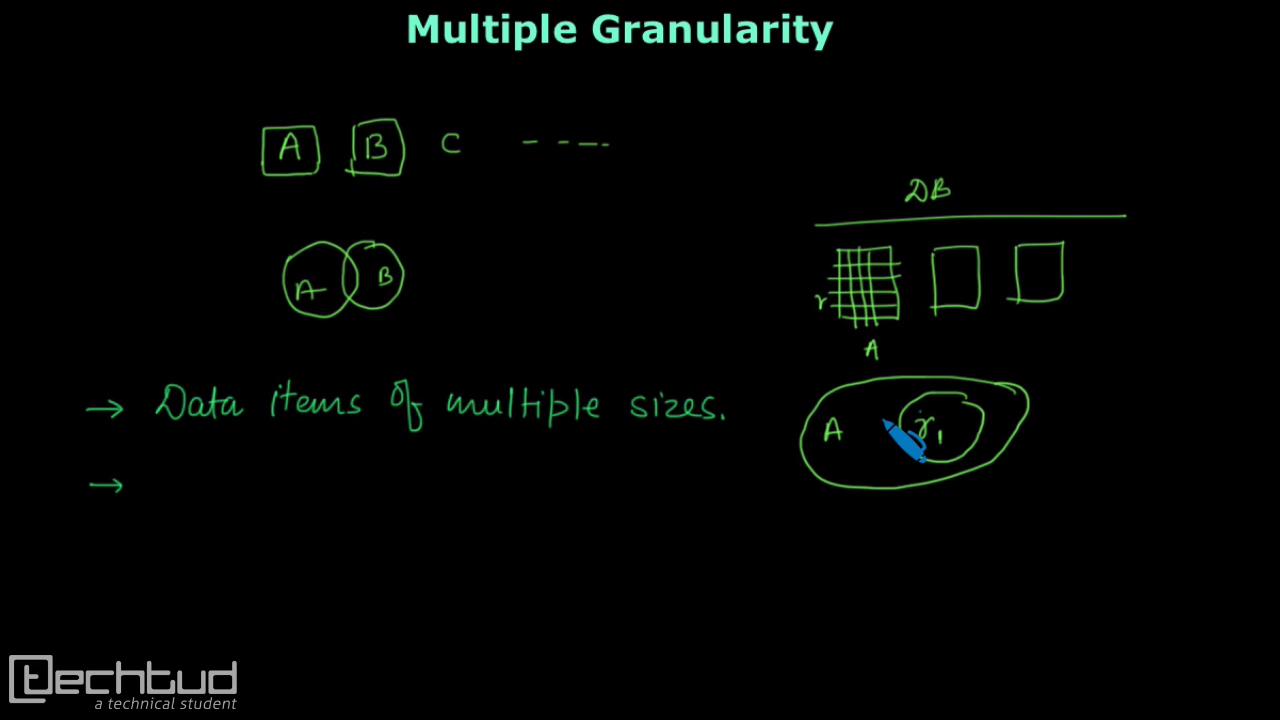 Multiple Granularity
A B C ----
DB
A B
r
A
→ Data items of multiple sizes.
A r1
→
techtud
a technical student